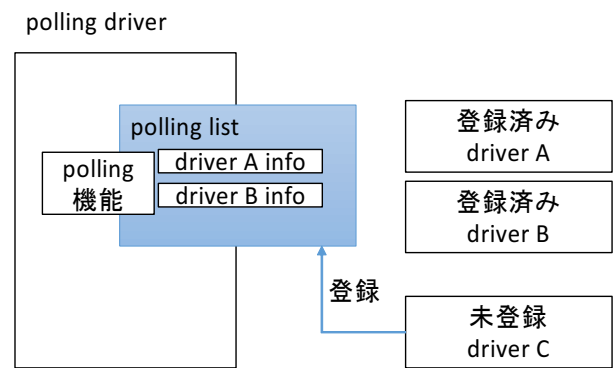 polling driver
polling list
driver A info
driver B info
polling
機能
登録済み
driver A
登録済み
driver B
登録
未登録
driver C